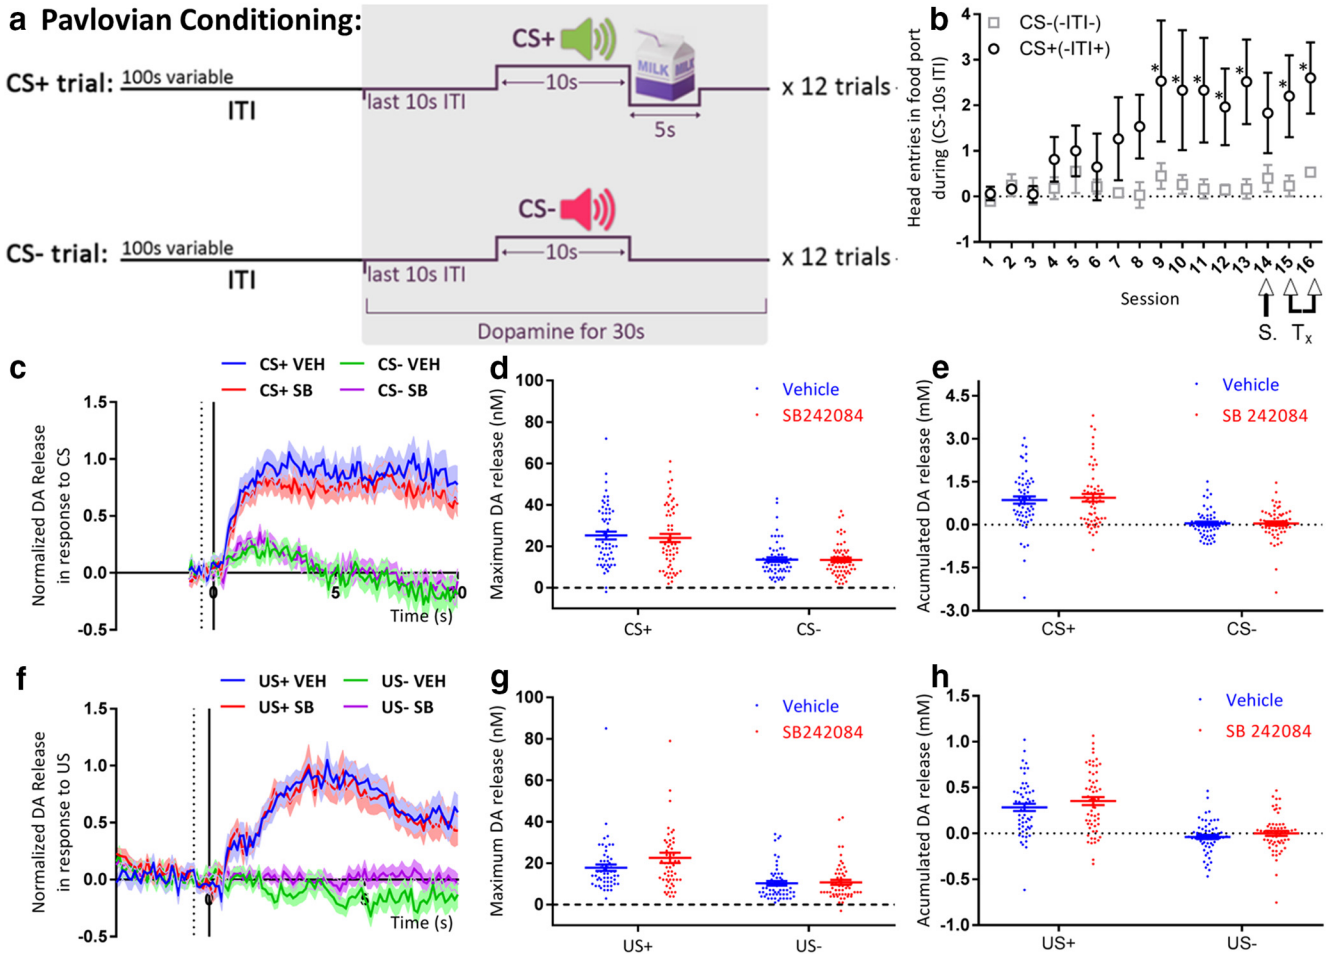 a Pavlovian Conditioning:
CS+
MILK MILK
CS+ trial: 100s variable
ITI
last 10s ITI
10s
5s
x 12 trials
CS-
CS- trial: 100s variable
ITI
last 10s ITI
10s
x 12 trials
Dopamine for 30s
b
CS-(-ITI-)
CS+(-ITI+)
Head entries in food port
during (CS-10s ITI)
4
3
2
1
0
-1
* * * * * * *
1 2 3 4 5 6 7 8 9 10 11 12 13 14 15 16
Session
S. Tx
c
CS+ VEH CS- VEH
CS+ SB CS- SB
Normalized DA Release
in response to CS
1.5
1.0
0.5
0.0
-0.5
0 5 10
Time (s)
d
Vehicle
SB242084
Maximum DA release (nM)
100
80
60
40
20
0
CS+ CS-
e
Vehicle
SB 242084
Acumulated DA release (mM)
4.5
3.0
1.5
0.0
-1.5
-3.0
CS+ CS-
f
US+ VEH US- VEH
US+ SB US- SB
Normalized DA Release
in response to US
1.5
1.0
0.5
0.0
-0.5
0 5
Time (s)
g
Vehicle
SB242084
Maximum DA release (nM)
100
80
60
40
20
0
US+ US-
h
Vehicle
SB 242084
Acumulated DA release (mM)
1.5
1.0
0.5
0.0
-0.5
-1.0
US+ US-